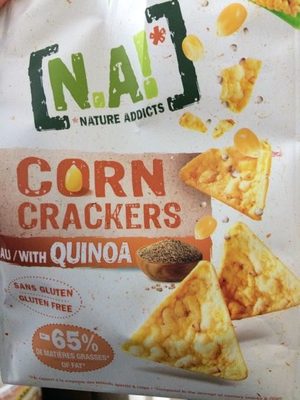 [N.A!*]
*NATURE ADDICTS
CORN
CRACKERS
AU/WITH QUINOA
SANS GLUTEN
GLUTEN FREE
-65%
DE MATIÈRES GRASSES*
OF FAT*